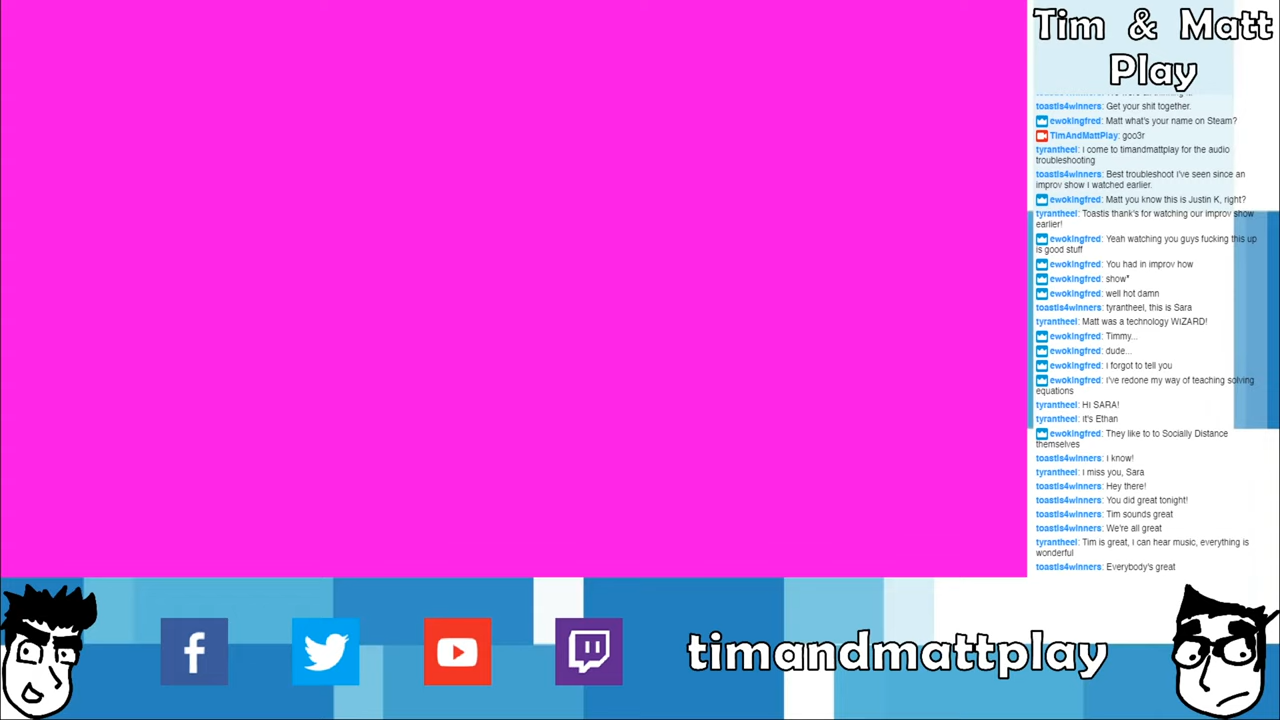 Tim & Matt
Play
toastis4winners: Get your shit together.
ewokingfred: Matt what's your name on Steam?
TimAndMattPlay: goo3r
tyrantheel: I come to timandmattplay for the audio
troubleshooting
toastis4winners: Best troubleshoot I've seen since an
improv show I watched earlier.
ewokingfred: Matt you know this is Justin K, right?
tyrantheel: Toastis thank's for watching our improv show
earlier!
ewokingfred: Yeah watching you guys fucking this up
is good stuff
ewokingfred: You had in improv how
ewokingfred: show*
ewokingfred: well hot damn
toastis4winners: tyrantheel, this is Sara
tyrantheel: Matt was a technology WIZARD!
ewokingfred: Timmy...
ewokingfred: dude...
ewokingfred: I forgot to tell you
ewokingfred: I've redone my way of teaching solving
equations
tyrantheel: HI SARA!
tyrantheel: It's Ethan
ewokingfred: They like to to Socially Distance
themselves
toastis4winners: I know!
tyrantheel: I miss you, Sara
toastis4winners: Hey there!
toastis4winners: You did great tonight!
toastis4winners: Tim sounds great
toastis4winners: We're all great
tyrantheel: Tim is great, I can hear music, everything is
wonderful
toastis4winners: Everybody's great
timandmattplay